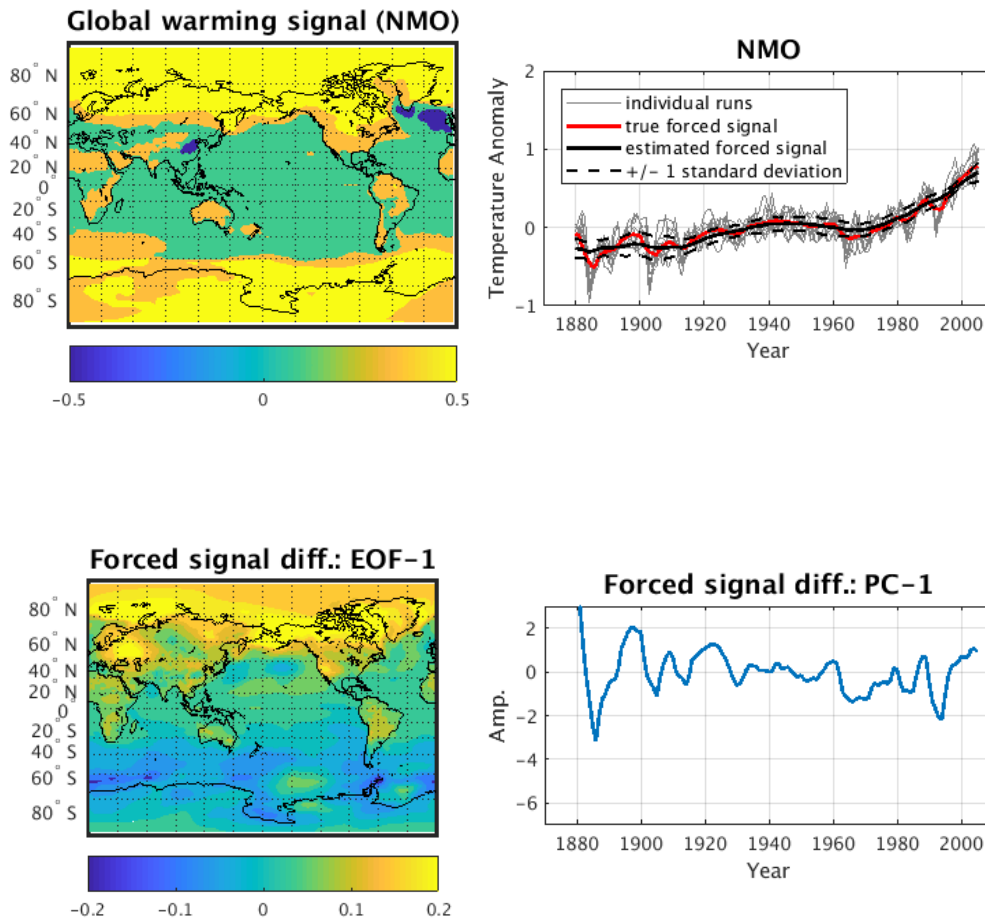 Global warming signal (NMO)
80° N
60° N
40° N
20° N
0°
20° S
40° S
60° S
80° S
-0.5
0
0.5
NMO
Temperature Anomaly
2
1
0
-1
individual runs
true forced signal
estimated forced signal
+/- 1 standard deviation
1880 1900 1920 1940 1960 1980 2000
Year
Forced signal diff.: EOF-1
80° N
60° N
40° N
20° N
0°
20° S
40° S
60° S
80° S
-0.2
-0.1
0
0.1
0.2
Forced signal diff.: PC-1
Amp.
2
0
-2
-4
-6
1880 1900 1920 1940 1960 1980 2000
Year